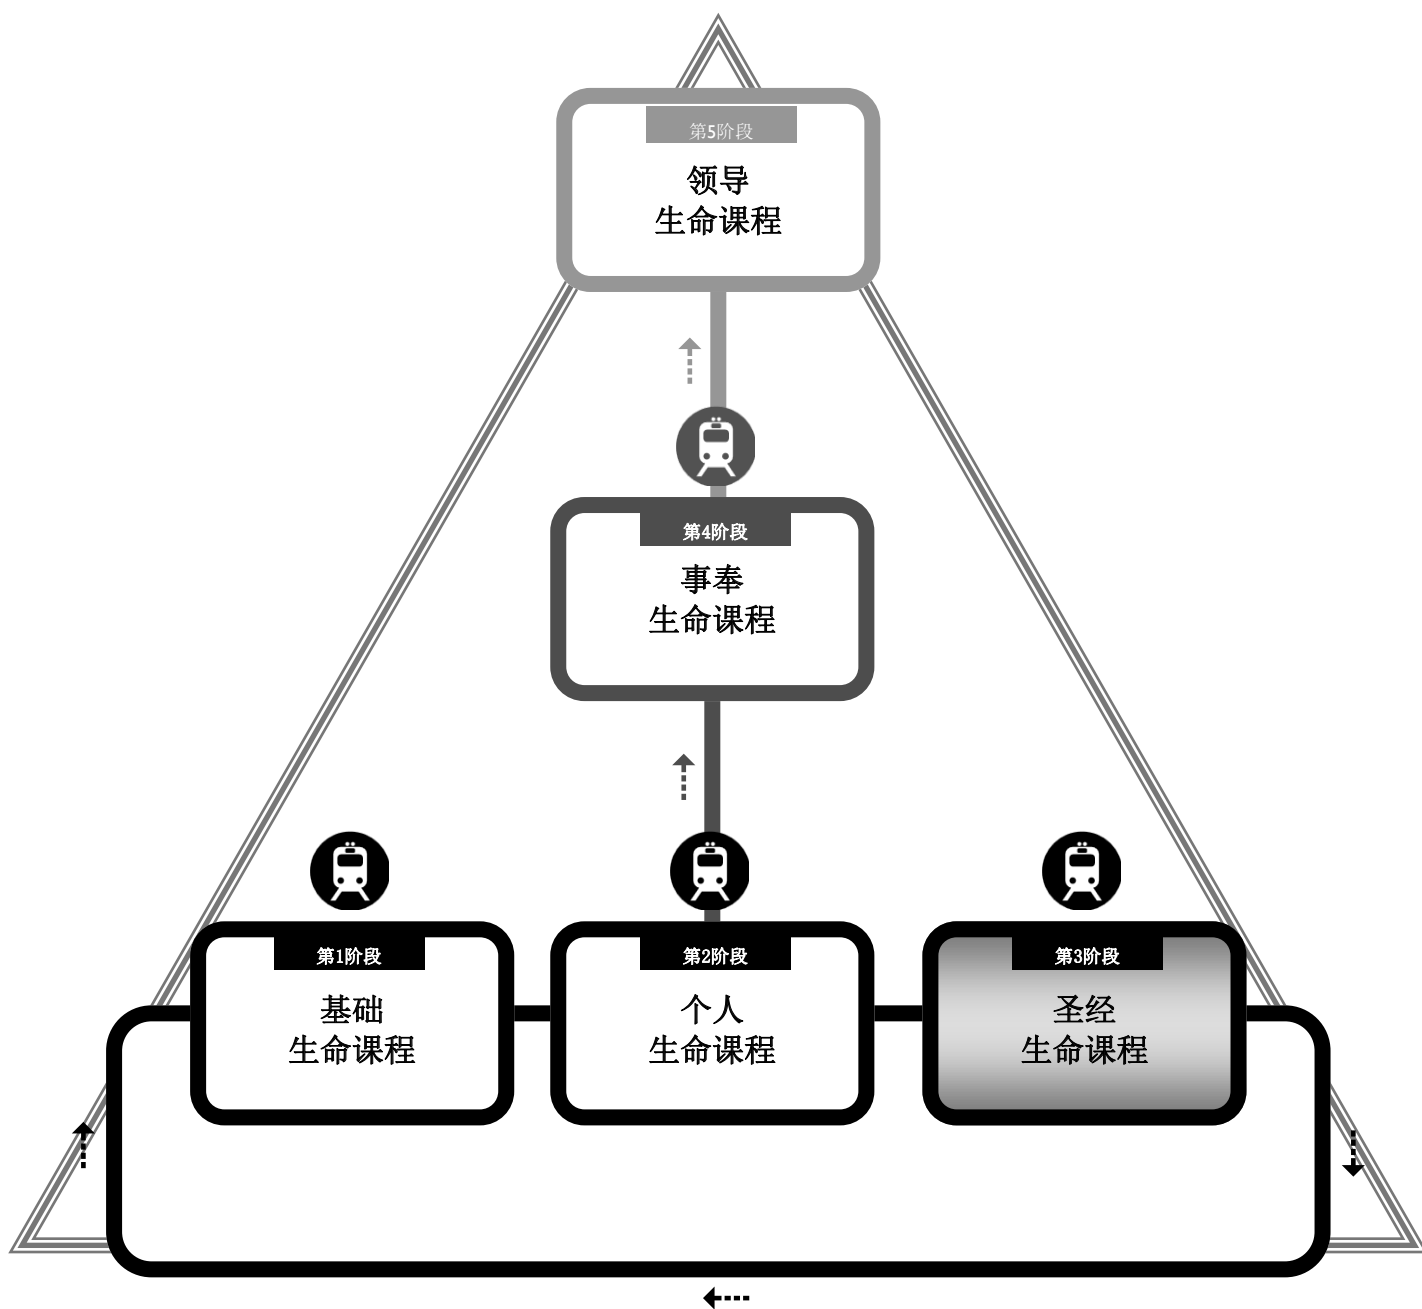 第5阶段
领导
生命课程
第4阶段
事奉
生命课程
第1阶段
基础
生命课程
第2阶段
个人
生命课程
第3阶段
圣经
生命课程